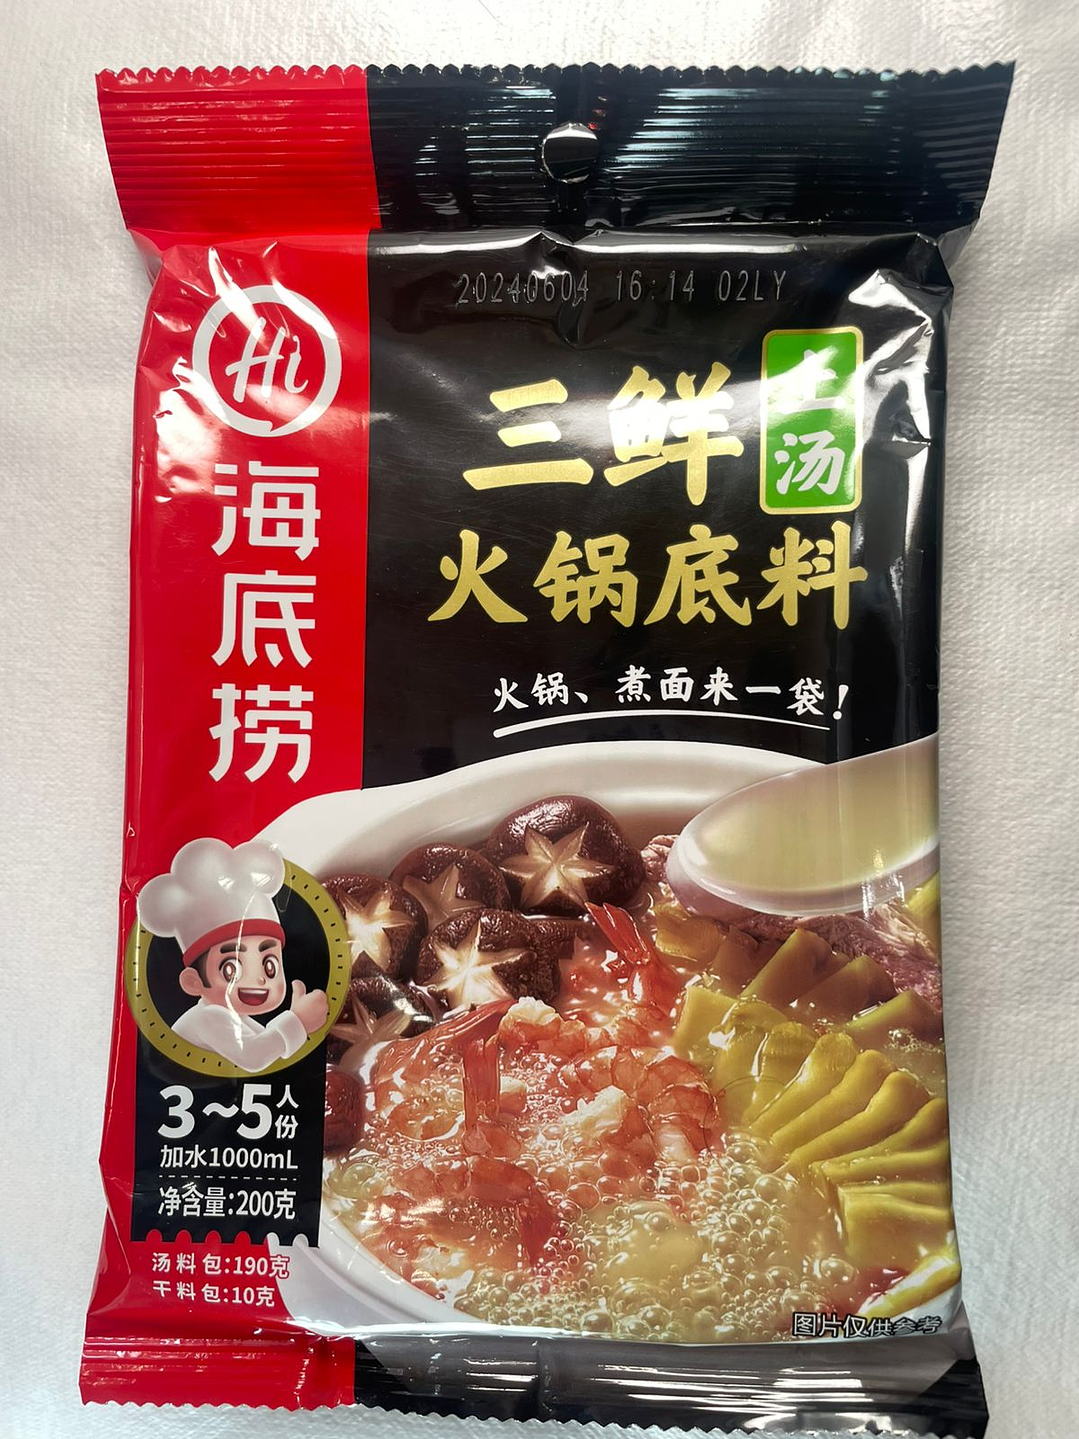 20240604 16:14 02LY
Hi
海底捞
三鲜
上汤
火锅底料
火锅、煮面来一袋!
3~5人份
加水1000mL
净含量:200克
汤料包:190克
干料包:10克
图片仅供参考